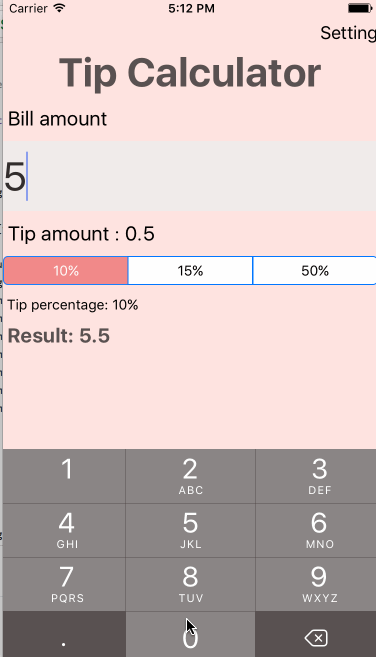 Carrier 5:12 PM
Setting
Tip Calculator
Bill amount
5
Tip amount : 0.5
10% 15% 50%
Tip percentage: 10%
Result: 5.5
1 2 3
ABC DEF
4 5 6
GHI JKL MNO
7 8 9
PQRS TUV WXYZ
. 0